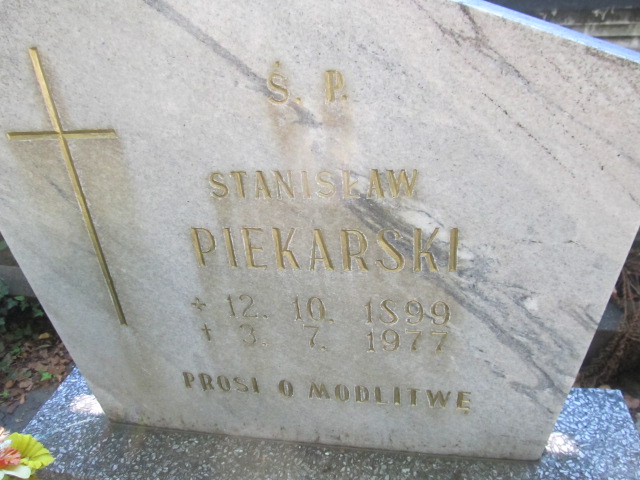 Ś. P.
STANISŁAW
PIEKARSKI
* 12. 10. 1899
† 3. 7. 1977
PROSI O MODLITWĘ